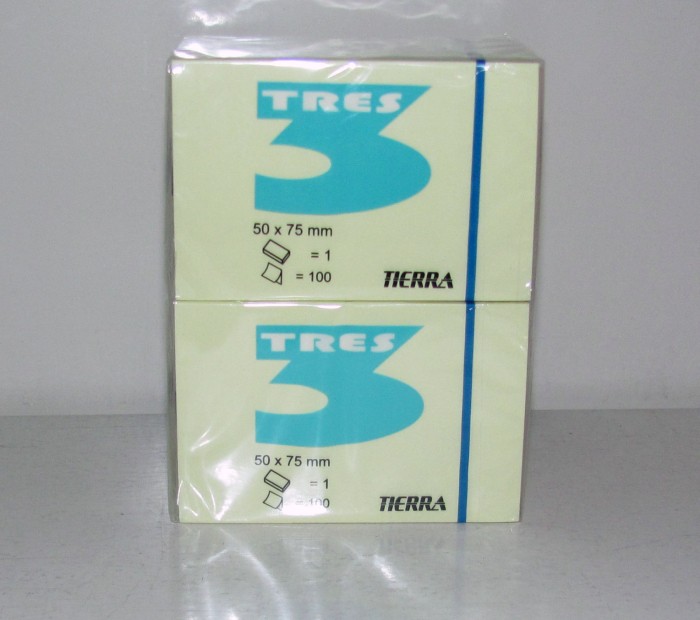 TRES
3
50 x 75 mm
= 1
= 100
TIERRA
TRES
3
50 x 75 mm
= 1
= 100
TIERRA